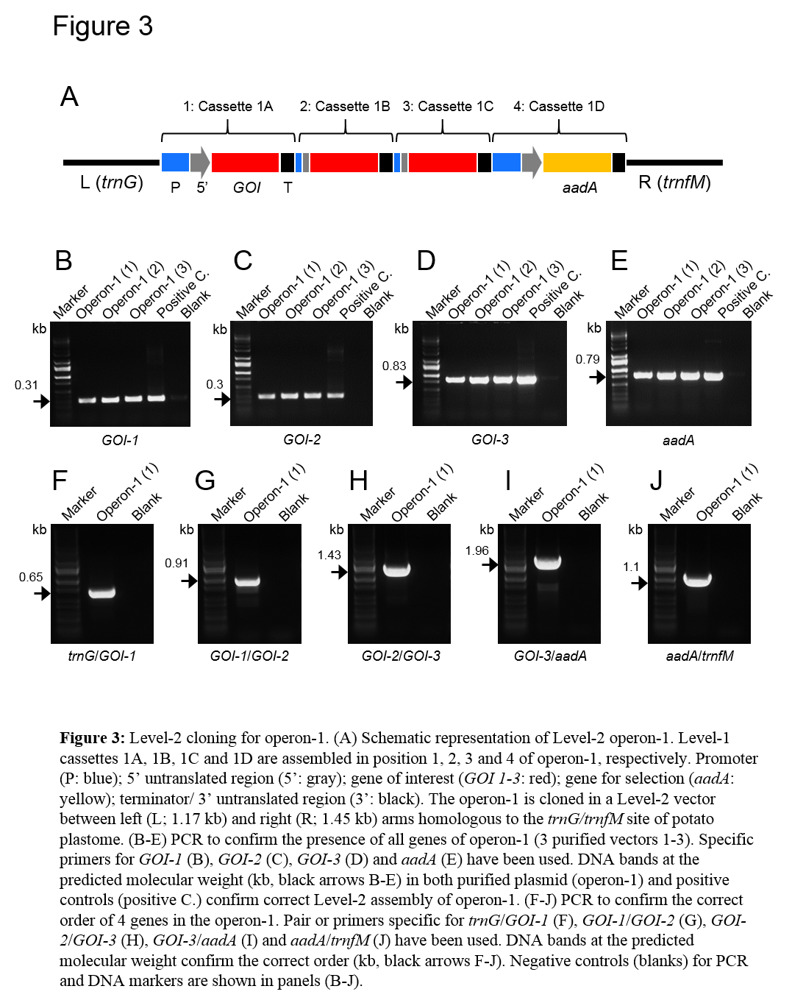 Figure 3
A
1: Cassette 1A 2: Cassette 1B 3: Cassette 1C 4: Cassette 1D
L (trnG) P 5’ GOI T aadA R (trnfM)
B
Marker
Operon-1 (1)
Operon-1 (2)
Operon-1 (3)
Positive C.
Blank
kb
0.31
GOI-1
C
Marker
Operon-1 (1)
Operon-1 (2)
Operon-1 (3)
Positive C.
Blank
kb
0.3
GOI-2
D
Marker
Operon-1 (1)
Operon-1 (2)
Operon-1 (3)
Positive C.
Blank
kb
0.83
GOI-3
E
Marker
Operon-1 (1)
Operon-1 (2)
Operon-1 (3)
Positive C.
Blank
kb
0.79
aadA
F
Marker
Operon-1 (1)
Blank
kb
0.65
trnG/GOI-1
G
Marker
Operon-1 (1)
Blank
kb
0.91
GOI-1/GOI-2
H
Marker
Operon-1 (1)
Blank
kb
1.43
GOI-2/GOI-3
I
Marker
Operon-1 (1)
Blank
kb
1.96
GOI-3/aadA
J
Marker
Operon-1 (1)
Blank
kb
1.1
aadA/trnfM
Figure 3: Level-2 cloning for operon-1. (A) Schematic representation of Level-2 operon-1. Level-1
cassettes 1A, 1B, 1C and 1D are assembled in position 1, 2, 3 and 4 of operon-1, respectively. Promoter
(P: blue); 5’ untranslated region (5’: gray); gene of interest (GOI 1-3: red); gene for selection (aadA:
yellow); terminator/ 3’ untranslated region (3’: black). The operon-1 is cloned in a Level-2 vector
between left (L; 1.17 kb) and right (R; 1.45 kb) arms homologous to the trnG/trnfM site of potato
plastome. (B-E) PCR to confirm the presence of all genes of operon-1 (3 purified vectors 1-3). Specific
primers for GOI-1 (B), GOI-2 (C), GOI-3 (D) and aadA (E) have been used. DNA bands at the
predicted molecular weight (kb, black arrows B-E) in both purified plasmid (operon-1) and positive
controls (positive C.) confirm correct Level-2 assembly of operon-1. (F-J) PCR to confirm the correct
order of 4 genes in the operon-1. Pair or primers specific for trnG/GOI-1 (F), GOI-1/GOI-2 (G), GOI-
2/GOI-3 (H), GOI-3/aadA (I) and aadA/trnfM (J) have been used. DNA bands at the predicted
molecular weight confirm the correct order (kb, black arrows F-J). Negative controls (blanks) for PCR
and DNA markers are shown in panels (B-J).